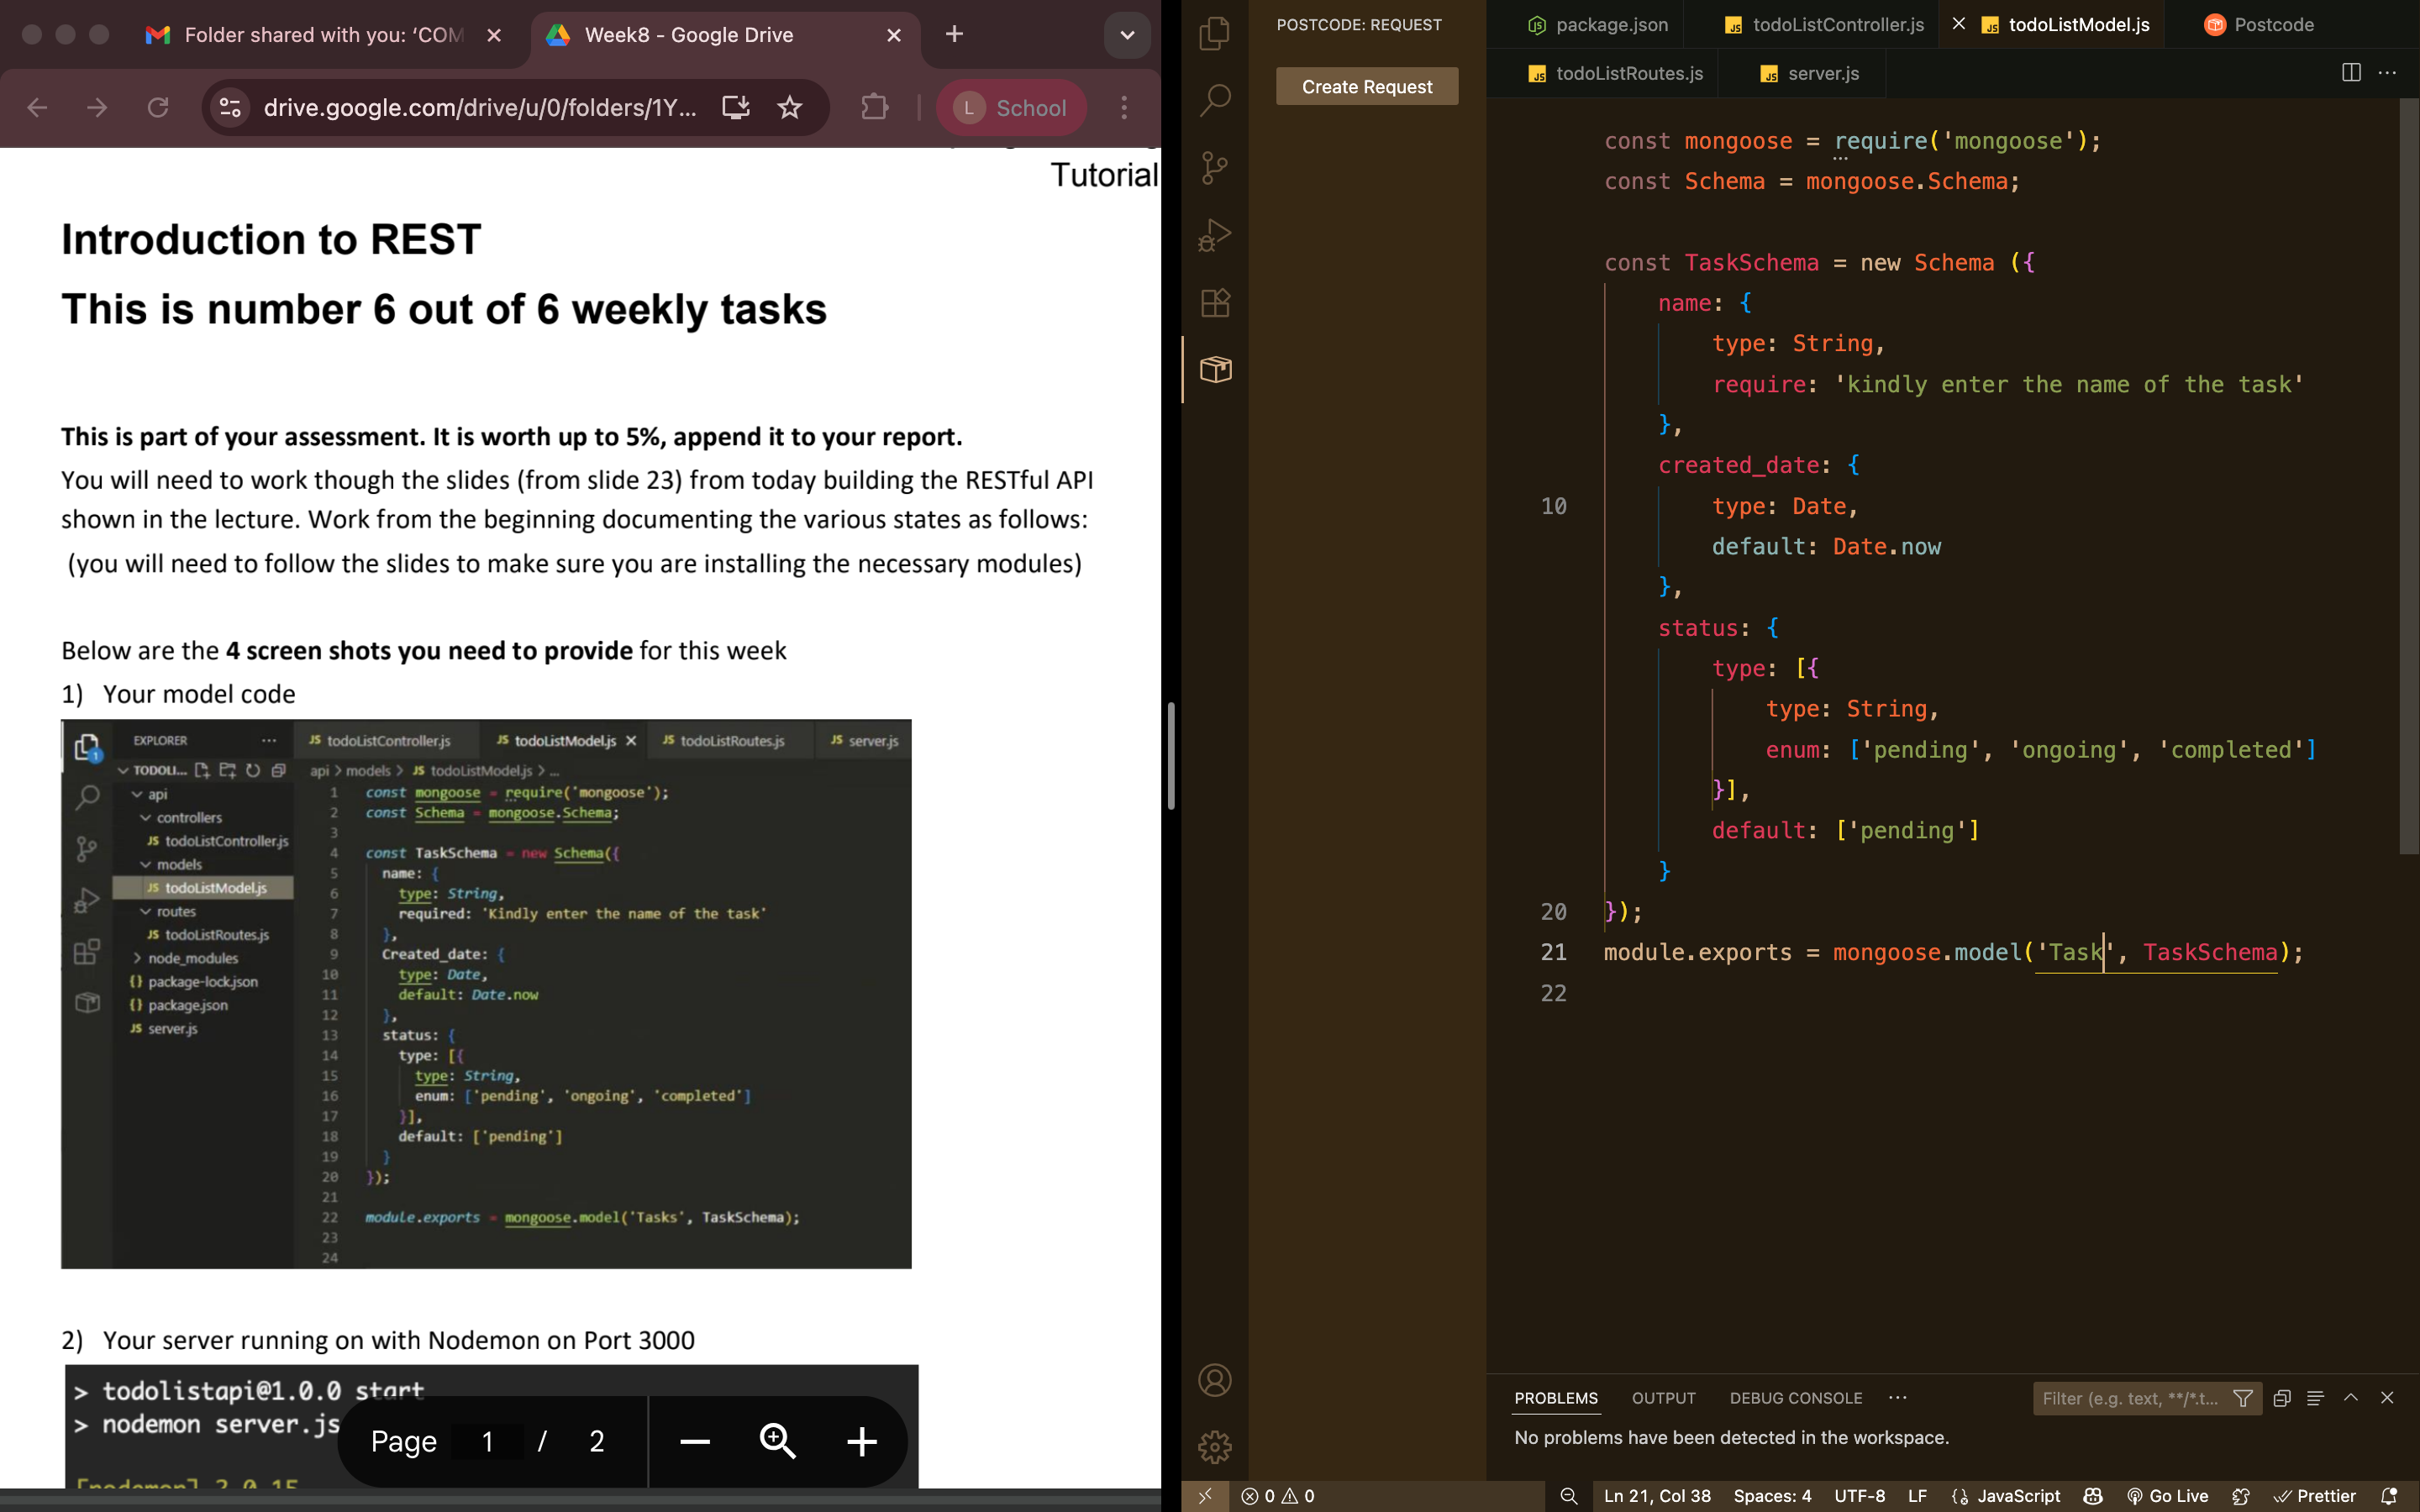 Folder shared with you: ‘COM
Week8 - Google Drive
drive.google.com/drive/u/0/folders/1Y...
L School
Tutorial
Introduction to REST
This is number 6 out of 6 weekly tasks
This is part of your assessment. It is worth up to 5%, append it to your report.
You will need to work though the slides (from slide 23) from today building the RESTful API
shown in the lecture. Work from the beginning documenting the various states as follows:
(you will need to follow the slides to make sure you are installing the necessary modules)
Below are the 4 screen shots you need to provide for this week
1) Your model code
EXPLORER ...
JS todoListController.js
JS todoListModel.js ×
JS todoListRoutes.js
JS server.js
TODOLI...
api > models > JS todoListModel.js > ...
api
controllers
JS todoListController.js
models
JS todoListModel.js
routes
JS todoListRoutes.js
node_modules
{} package-lock.json
{} package.json
JS server.js
1 const mongoose = require('mongoose');
2 const Schema = mongoose.Schema;
3
4 const TaskSchema = new Schema({
5 name: {
6 type: String,
7 required: 'Kindly enter the name of the task'
8 },
9 Created_date: {
10 type: Date,
11 default: Date.now
12 },
13 status: {
14 type: [{
15 type: String,
16 enum: ['pending', 'ongoing', 'completed']
17 }],
18 default: ['pending']
19 }
20 });
21
22 module.exports = mongoose.model('Tasks', TaskSchema);
23
24
2) Your server running on with Nodemon on Port 3000
> todolistapi@1.0.0 start
> nodemon server.js
Page 1 / 2
POSTCODE: REQUEST
Create Request
package.json
JS todoListController.js
JS todoListModel.js
Postcode
JS todoListRoutes.js
JS server.js
const mongoose = require('mongoose');
const Schema = mongoose.Schema;
const TaskSchema = new Schema ({
name: {
type: String,
require: 'kindly enter the name of the task'
},
created_date: {
10 type: Date,
default: Date.now
},
status: {
type: [{
type: String,
enum: ['pending', 'ongoing', 'completed']
}],
default: ['pending']
}
20 });
21 module.exports = mongoose.model('Task', TaskSchema);
22
PROBLEMS OUTPUT DEBUG CONSOLE ...
Filter (e.g. text, **/*.t...
No problems have been detected in the workspace.
0 0
Ln 21, Col 38 Spaces: 4 UTF-8 LF {} JavaScript Go Live Prettier